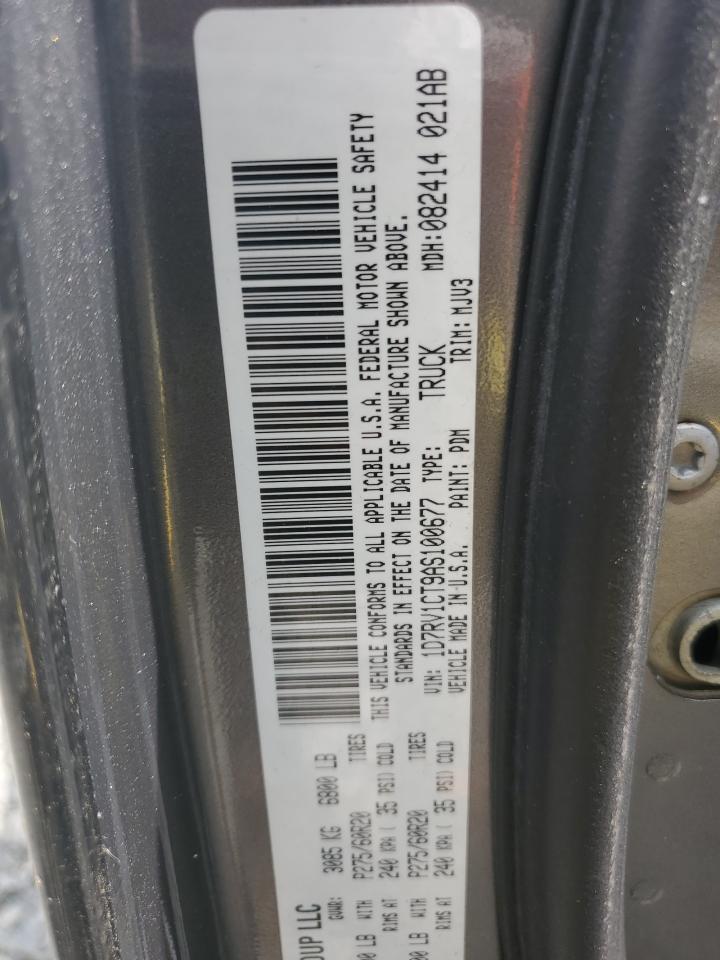 OUP LLC
GVWR: 3085 KG 6800 LB
00 LB WITH P275/60R20 TIRES
RIMS AT 240 KPA ( 35 PSI) COLD
00 LB WITH P275/60R20 TIRES
RIMS AT 240 KPA ( 35 PSI) COLD
THIS VEHICLE CONFORMS TO ALL APPLICABLE U.S.A. FEDERAL MOTOR VEHICLE SAFETY
STANDARDS IN EFFECT ON THE DATE OF MANUFACTURE SHOWN ABOVE.
VIN: 1D7RV1CT9AS100677 TYPE: TRUCK MDH:082414 021AB
VEHICLE MADE IN U.S.A. PAINT: PDM TRIM: MJV3